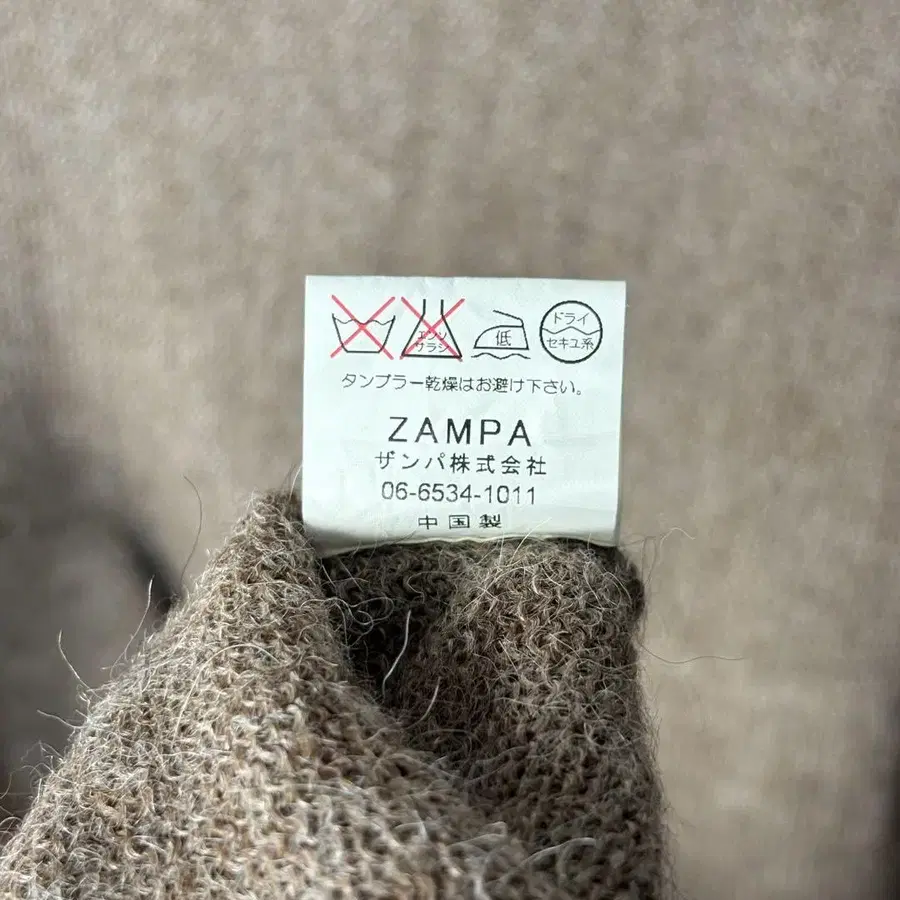 エンソ
サラシ
低
ドライ
セキユ系
タンブラー乾燥はお避け下さい。
ZAMPA
ザンパ株式会社
06-6534-1011
中国製